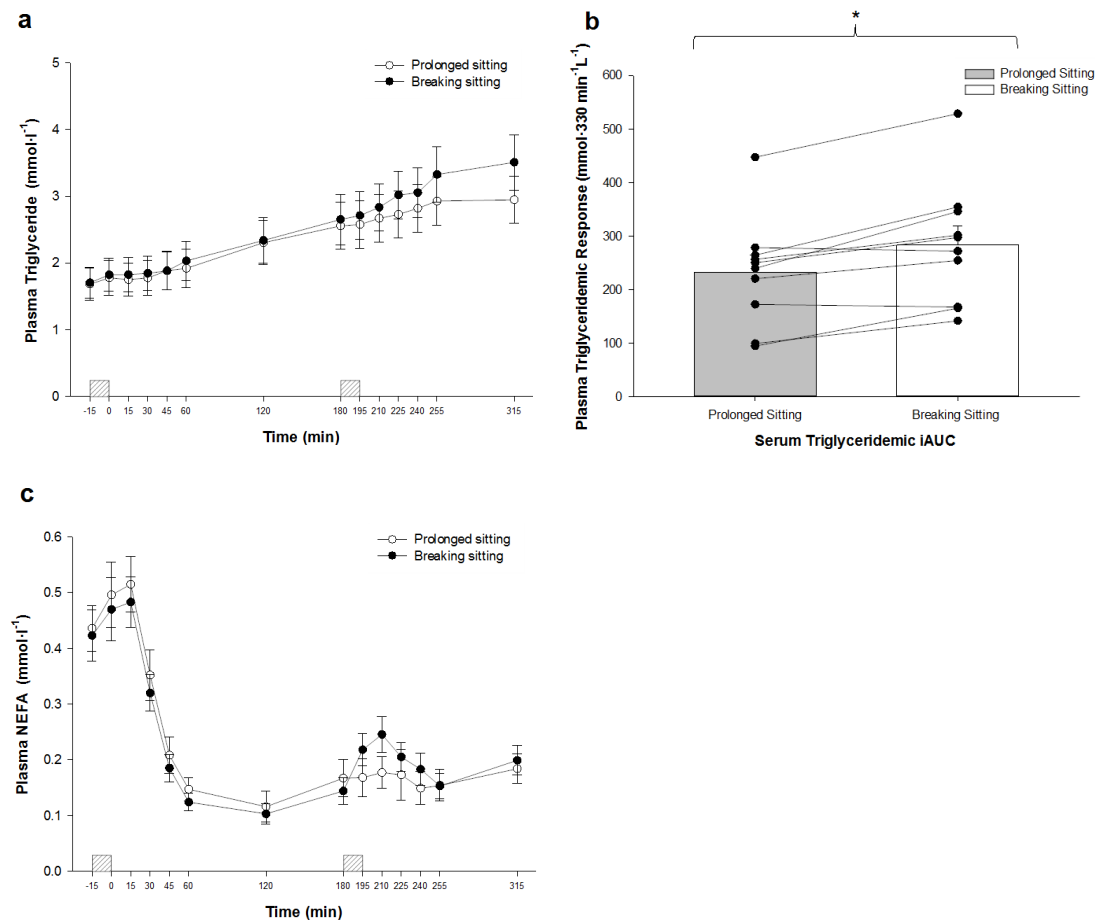 a
Plasma Triglyceride (mmol·l⁻¹)
5
4
3
2
1
0
Prolonged sitting
Breaking sitting
-15 0 15 30 45 60 120 180 195 210 225 240 255 315
Time (min)
b
*
Plasma Triglyceridemic Response (mmol·330 min⁻¹L⁻¹)
600
500
400
300
200
100
0
Prolonged Sitting
Breaking Sitting
Prolonged Sitting Breaking Sitting
Serum Triglyceridemic iAUC
c
Plasma NEFA (mmol·l⁻¹)
0.6
0.5
0.4
0.3
0.2
0.1
0.0
Prolonged sitting
Breaking sitting
-15 0 15 30 45 60 120 180 195 210 225 240 255 315
Time (min)